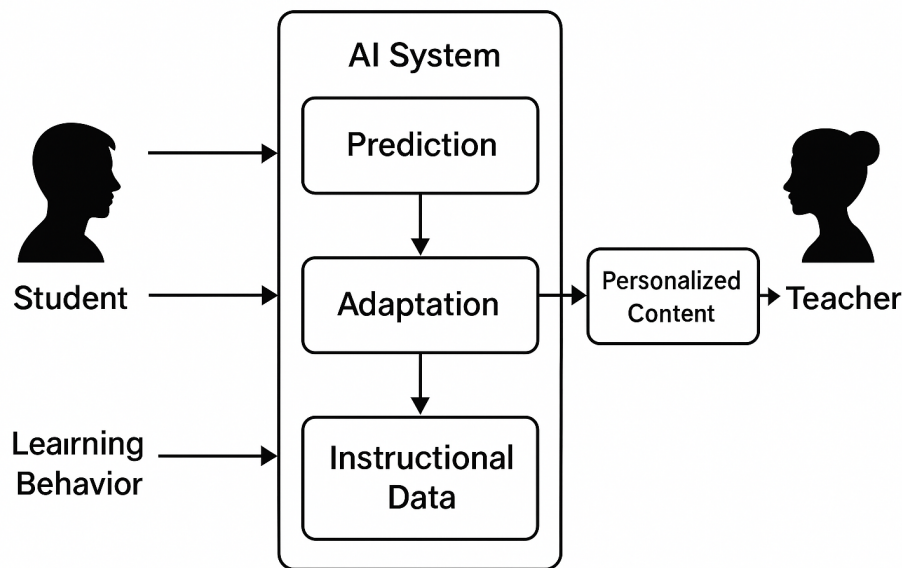 AI System
Prediction
Student
Adaptation
Personalized
Content
Teacher
Learning
Behavior
Instructional
Data